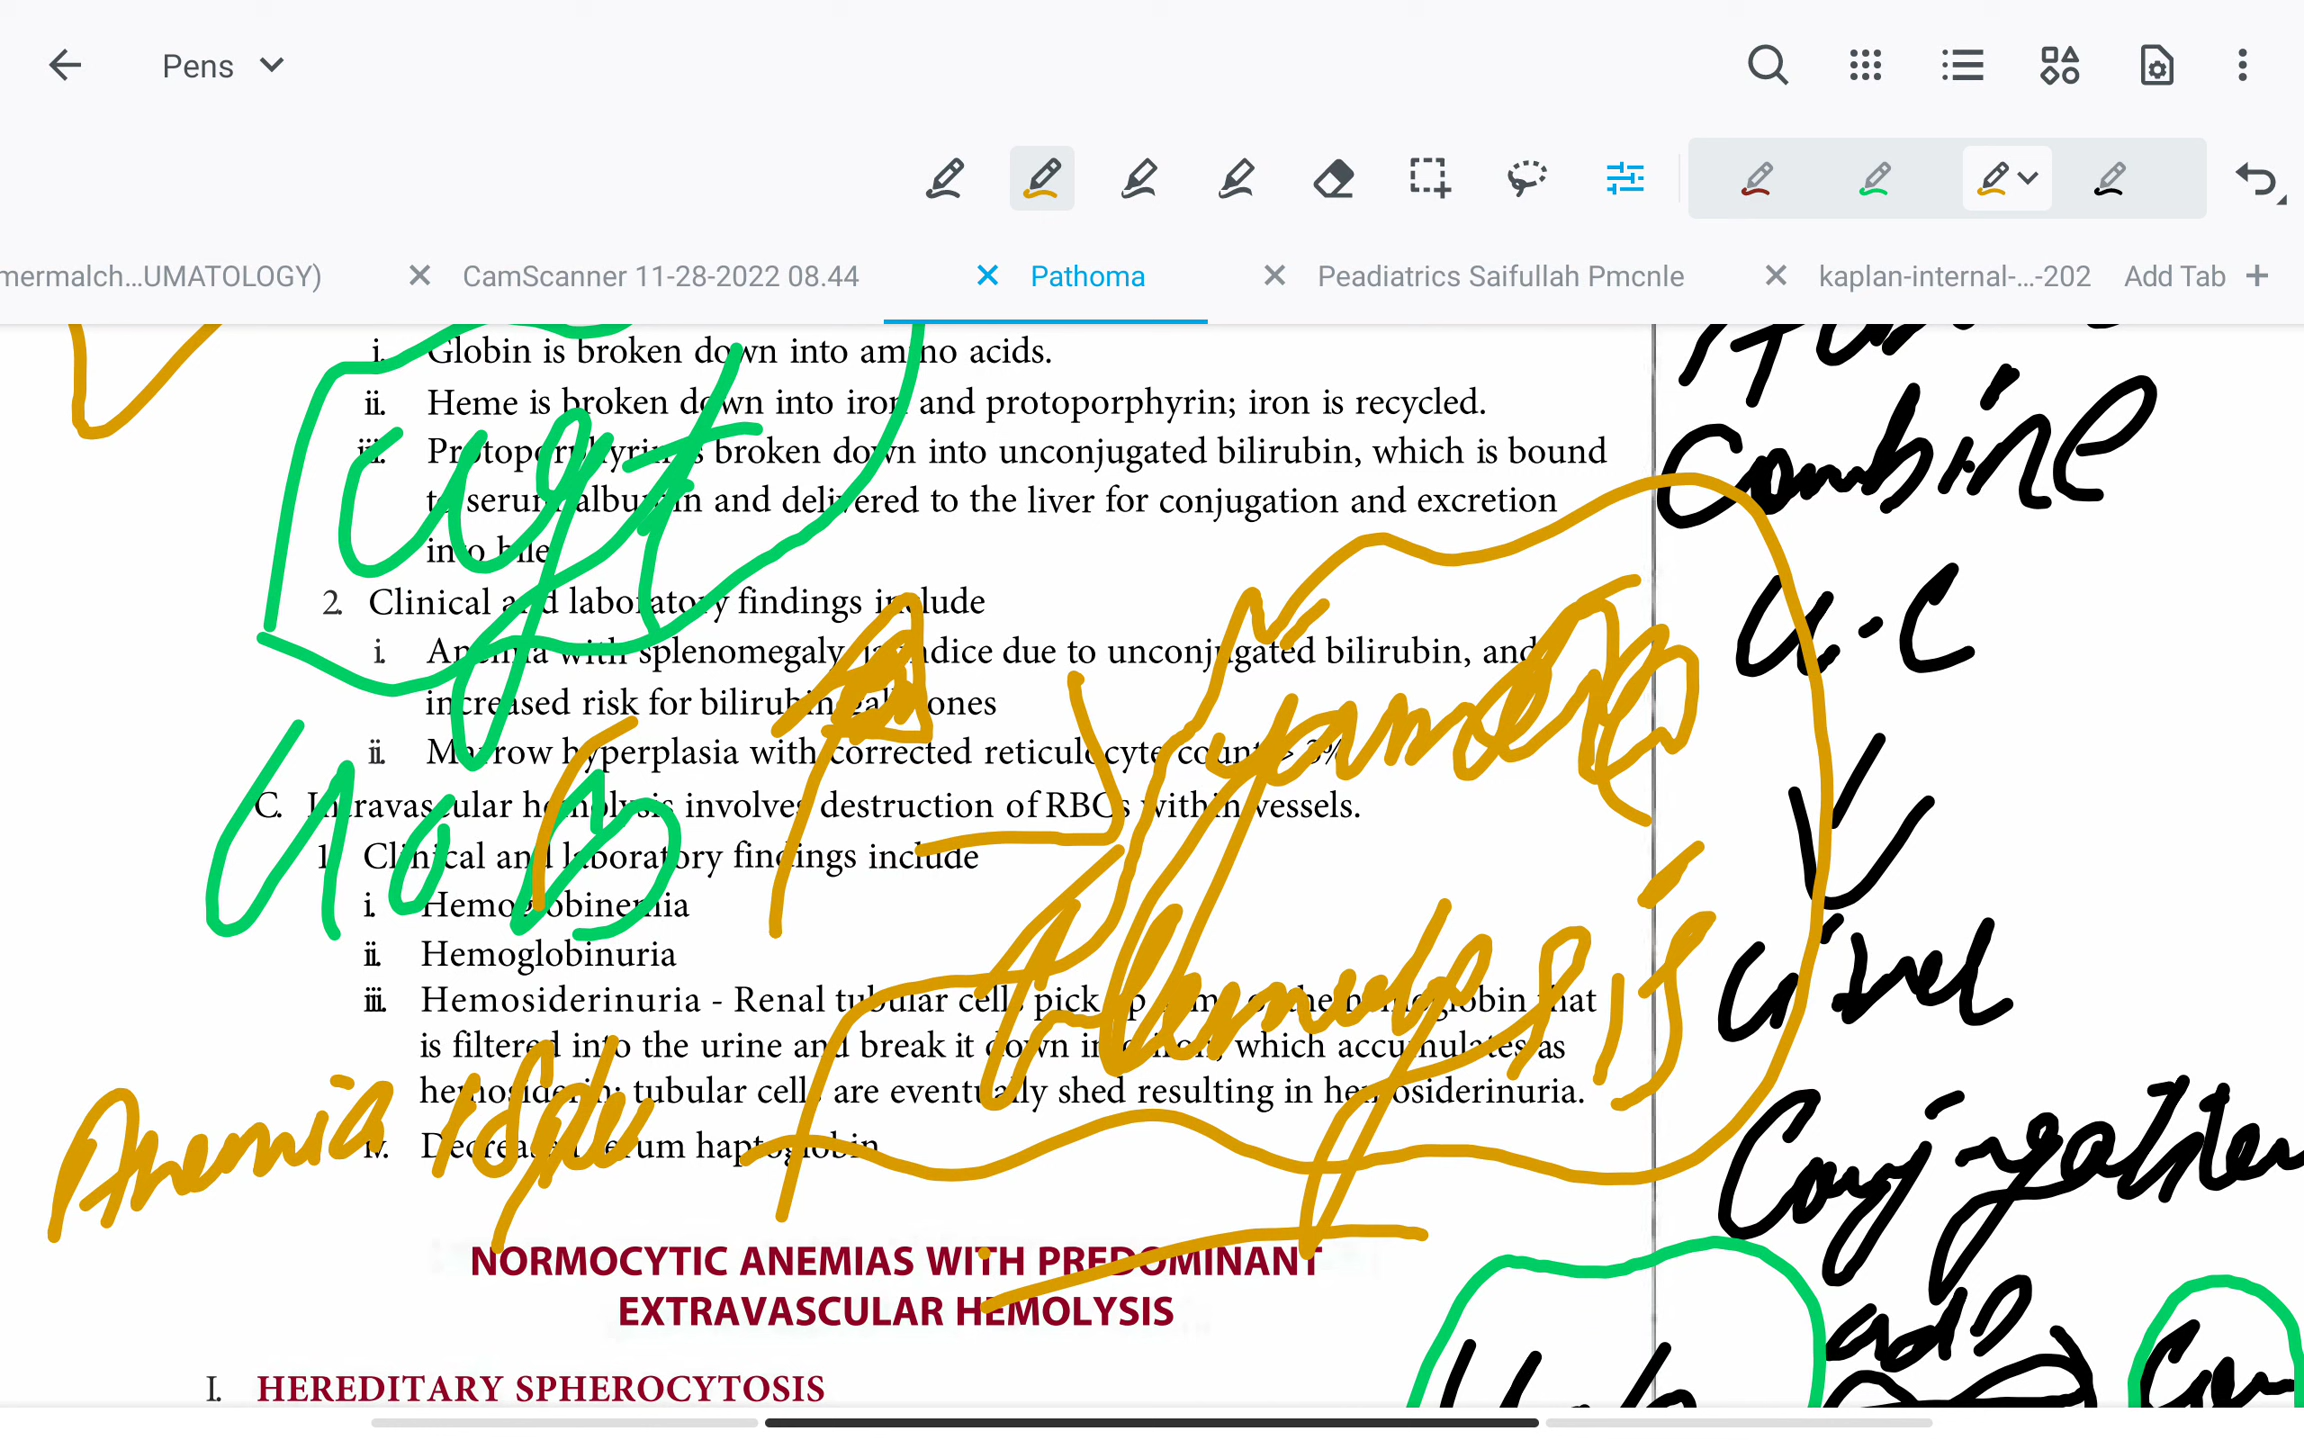 Pens
mermalch...UMATOLOGY)
CamScanner 11-28-2022 08.44
Pathoma
Peadiatrics Saifullah Pmcnle
kaplan-internal-...-202
Add Tab +
i. Globin is broken down into amino acids.
ii. Heme is broken down into iron and protoporphyrin; iron is recycled.
iii. Protoporphyrin is broken down into unconjugated bilirubin, which is bound
to serum albumin and delivered to the liver for conjugation and excretion
into bile
2. Clinical and laboratory findings include
i. Anemia with splenomegaly, jaundice due to unconjugated bilirubin, and
increased risk for bilirubin gallstones
ii. Marrow hyperplasia with corrected reticulocyte count > 3%
C. Intravascular hemolysis involves destruction of RBCs within vessels.
1. Clinical and laboratory findings include
i. Hemoglobinemia
ii. Hemoglobinuria
iii. Hemosiderinuria - Renal tubular cells pick up some of the hemoglobin that
is filtered into the urine and break it down into iron, which accumulates as
hemosiderin; tubular cells are eventually shed resulting in hemosiderinuria.
iv. Decreased serum haptoglobin
NORMOCYTIC ANEMIAS WITH PREDOMINANT
EXTRAVASCULAR HEMOLYSIS
I. HEREDITARY SPHEROCYTOSIS
ugt
Anemia
Hemolysis
Combine
U.C